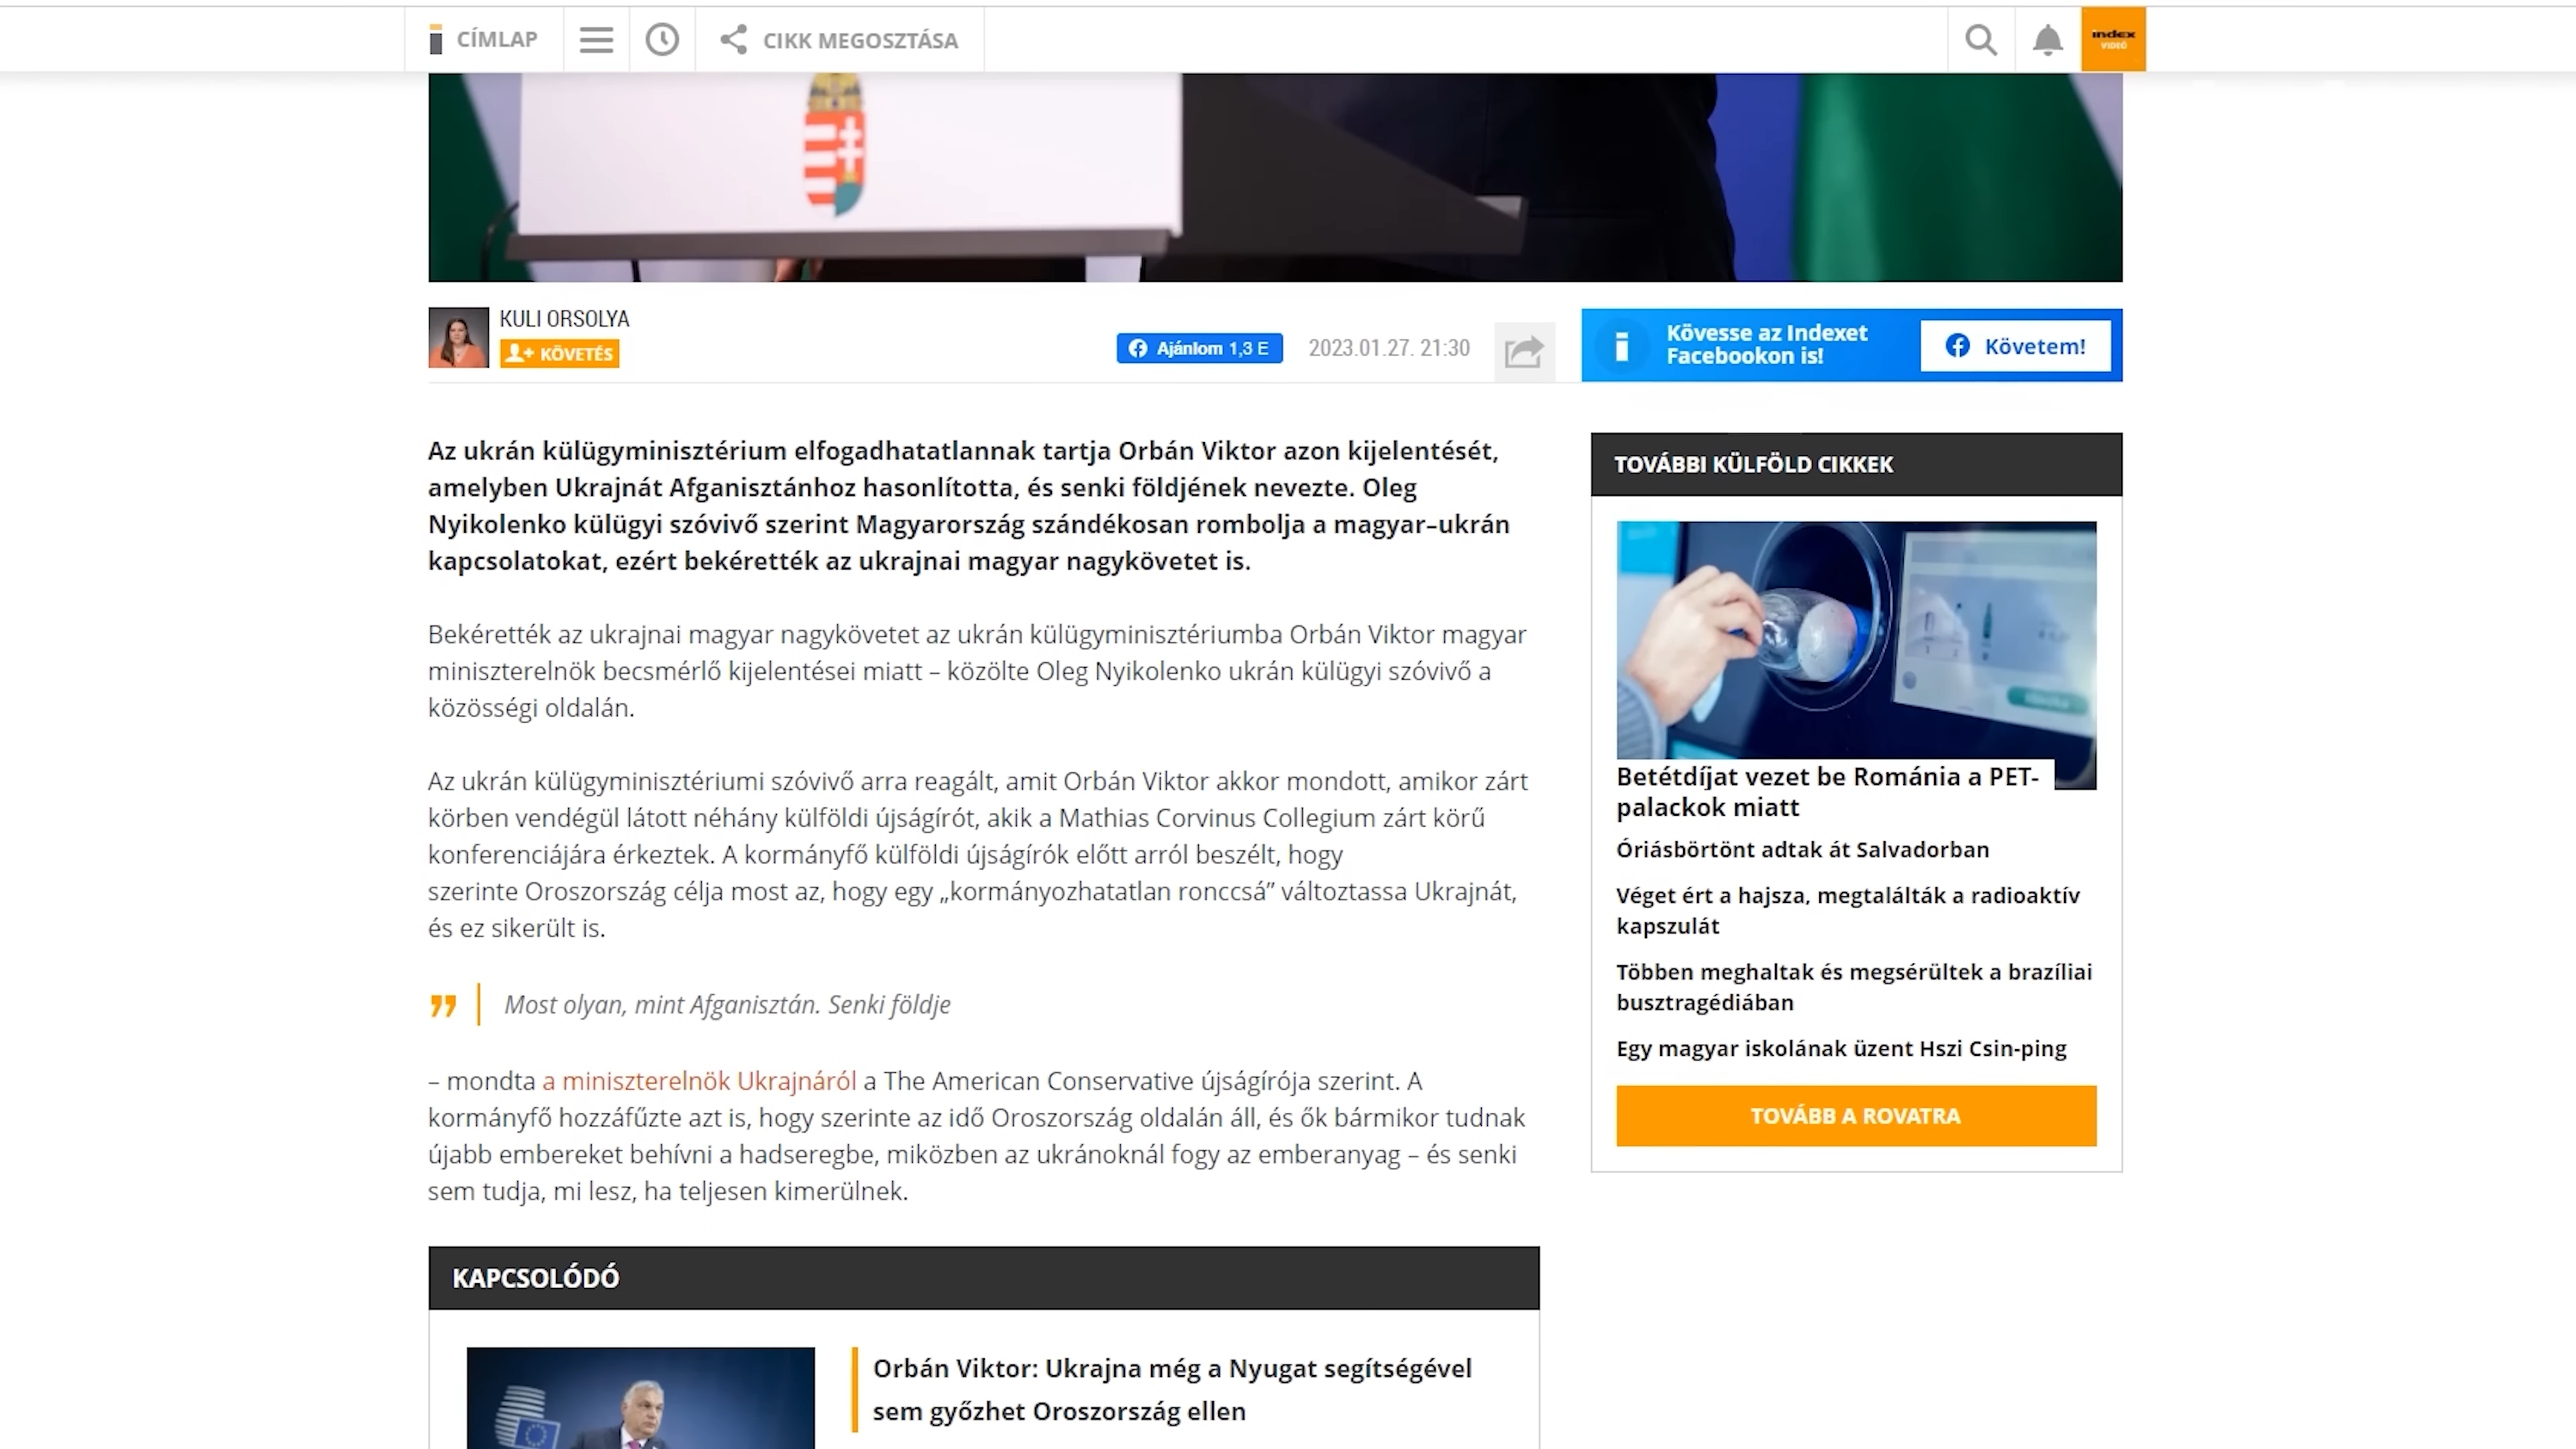 CÍMLAP
CIKK MEGOSZTÁSA
index
VIDEÓ
KULI ORSOLYA
KÖVETÉS
Ajánlom 1,3 E
2023.01.27. 21:30
Kövesse az Indexet
Facebookon is!
Követem!
Az ukrán külügyminisztérium elfogadhatatlannak tartja Orbán Viktor azon kijelentését,
amelyben Ukrajnát Afganisztánhoz hasonlította, és senki földjének nevezte. Oleg
Nyikolenko külügyi szóvivő szerint Magyarország szándékosan rombolja a magyar–ukrán
kapcsolatokat, ezért bekérették az ukrajnai magyar nagykövetet is.
Bekérették az ukrajnai magyar nagykövetet az ukrán külügyminisztériumba Orbán Viktor magyar
miniszterelnök becsmérlő kijelentései miatt – közölte Oleg Nyikolenko ukrán külügyi szóvivő a
közösségi oldalán.
Az ukrán külügyminisztériumi szóvivő arra reagált, amit Orbán Viktor akkor mondott, amikor zárt
körben vendégül látott néhány külföldi újságírót, akik a Mathias Corvinus Collegium zárt körű
konferenciájára érkeztek. A kormányfő külföldi újságírók előtt arról beszélt, hogy
szerinte Oroszország célja most az, hogy egy „kormányozhatatlan ronccsá” változtassa Ukrajnát,
és ez sikerült is.
Most olyan, mint Afganisztán. Senki földje
– mondta a miniszterelnök Ukrajnáról a The American Conservative újságírója szerint. A
kormányfő hozzáfűzte azt is, hogy szerinte az idő Oroszország oldalán áll, és ők bármikor tudnak
újabb embereket behívni a hadseregbe, miközben az ukránoknál fogy az emberanyag – és senki
sem tudja, mi lesz, ha teljesen kimerülnek.
KAPCSOLÓDÓ
Orbán Viktor: Ukrajna még a Nyugat segítségével
sem győzhet Oroszország ellen
TOVÁBBI KÜLFÖLD CIKKEK
Betétdíjat vezet be Románia a PET-
palackok miatt
Óriásbörtönt adtak át Salvadorban
Véget ért a hajsza, megtalálták a radioaktív
kapszulát
Többen meghaltak és megsérültek a brazíliai
busztragédiában
Egy magyar iskolának üzent Hszi Csin-ping
TOVÁBB A ROVATRA